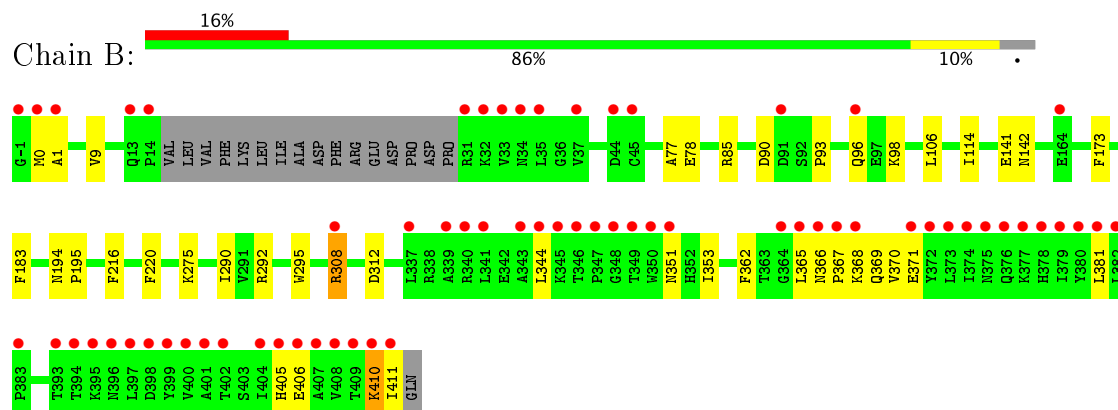 16%
Chain B:
86% 10%
G-1 M0 A1 V9 Q13 P14 VAL LEU VAL PHE LYS LEU ILE ALA ASP PHE ARG GLU ASP PRO ASP PRO R31 K32 V33 N34 L35 G36 V37 D44 C45 A77 E78 R85 D90 D91 S92 P93 Q96 E97 K98 L106 I114 E141 N142 E164 F173
F183 N194 P195 F216 F220 K275 I290 V291 R292 W295 R308 D312 L337 R338 A339 R340 L341 E342 A343 L344 K345 T346 P347 G348 T349 W350 N351 H352 I353 F362 T363 G364 L365 N366 P367 K368 Q369 V370 E371 Y372 L373 I374 N375 Q376 K377 H378 I379 Y380 L381
P383 T393 T394 K395 N396 L397 D398 Y399 V400 A401 T402 S403 I404 H405 E406 A407 V408 T409 K410 I411 GLN